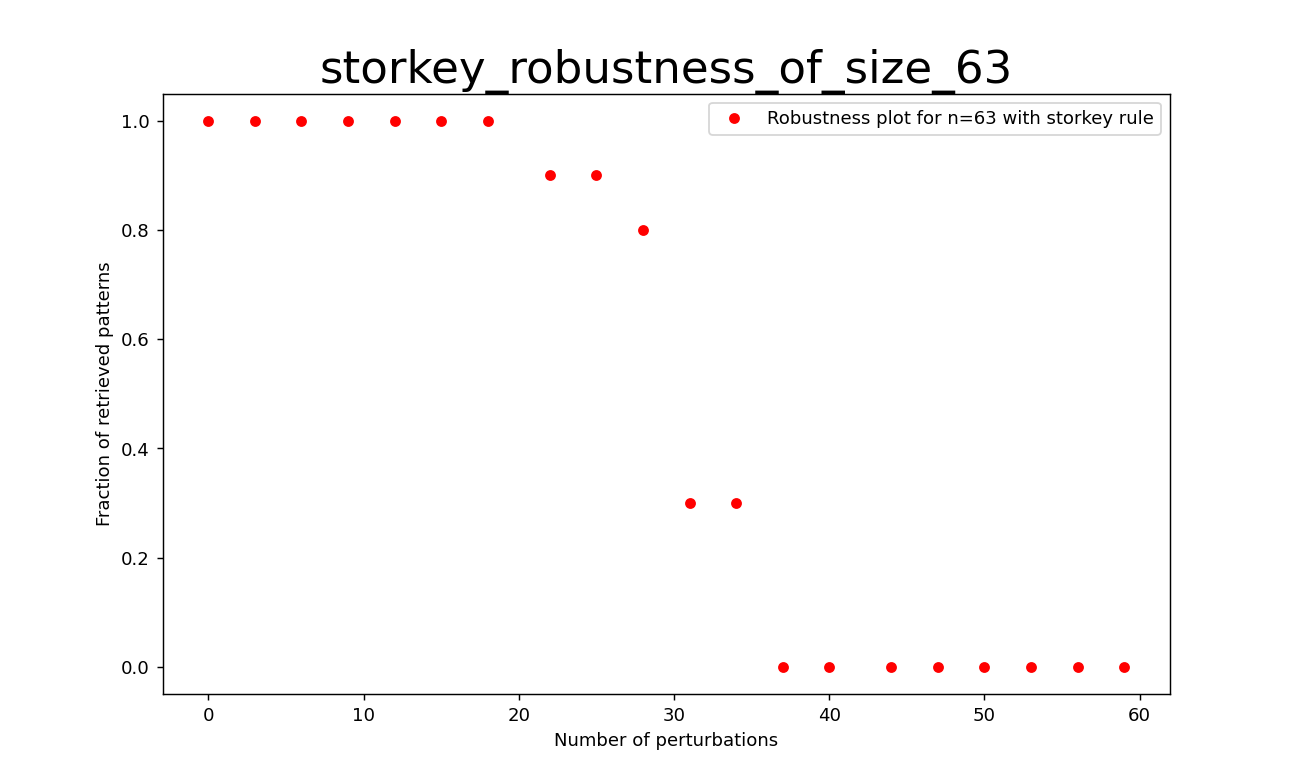 storkey_robustness_of_size_63
Robustness plot for n=63 with storkey rule
1.0
0.8
0.6
0.4
0.2
0.0
Fraction of retrieved patterns
0 10 20 30 40 50 60
Number of perturbations